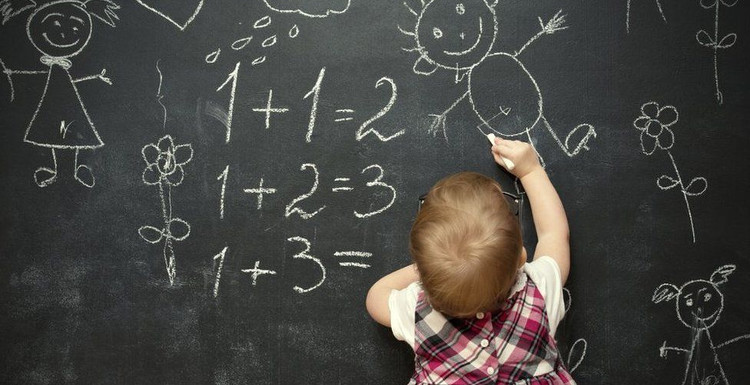 1 + 1 = 2
1 + 2 = 3
1 + 3 =